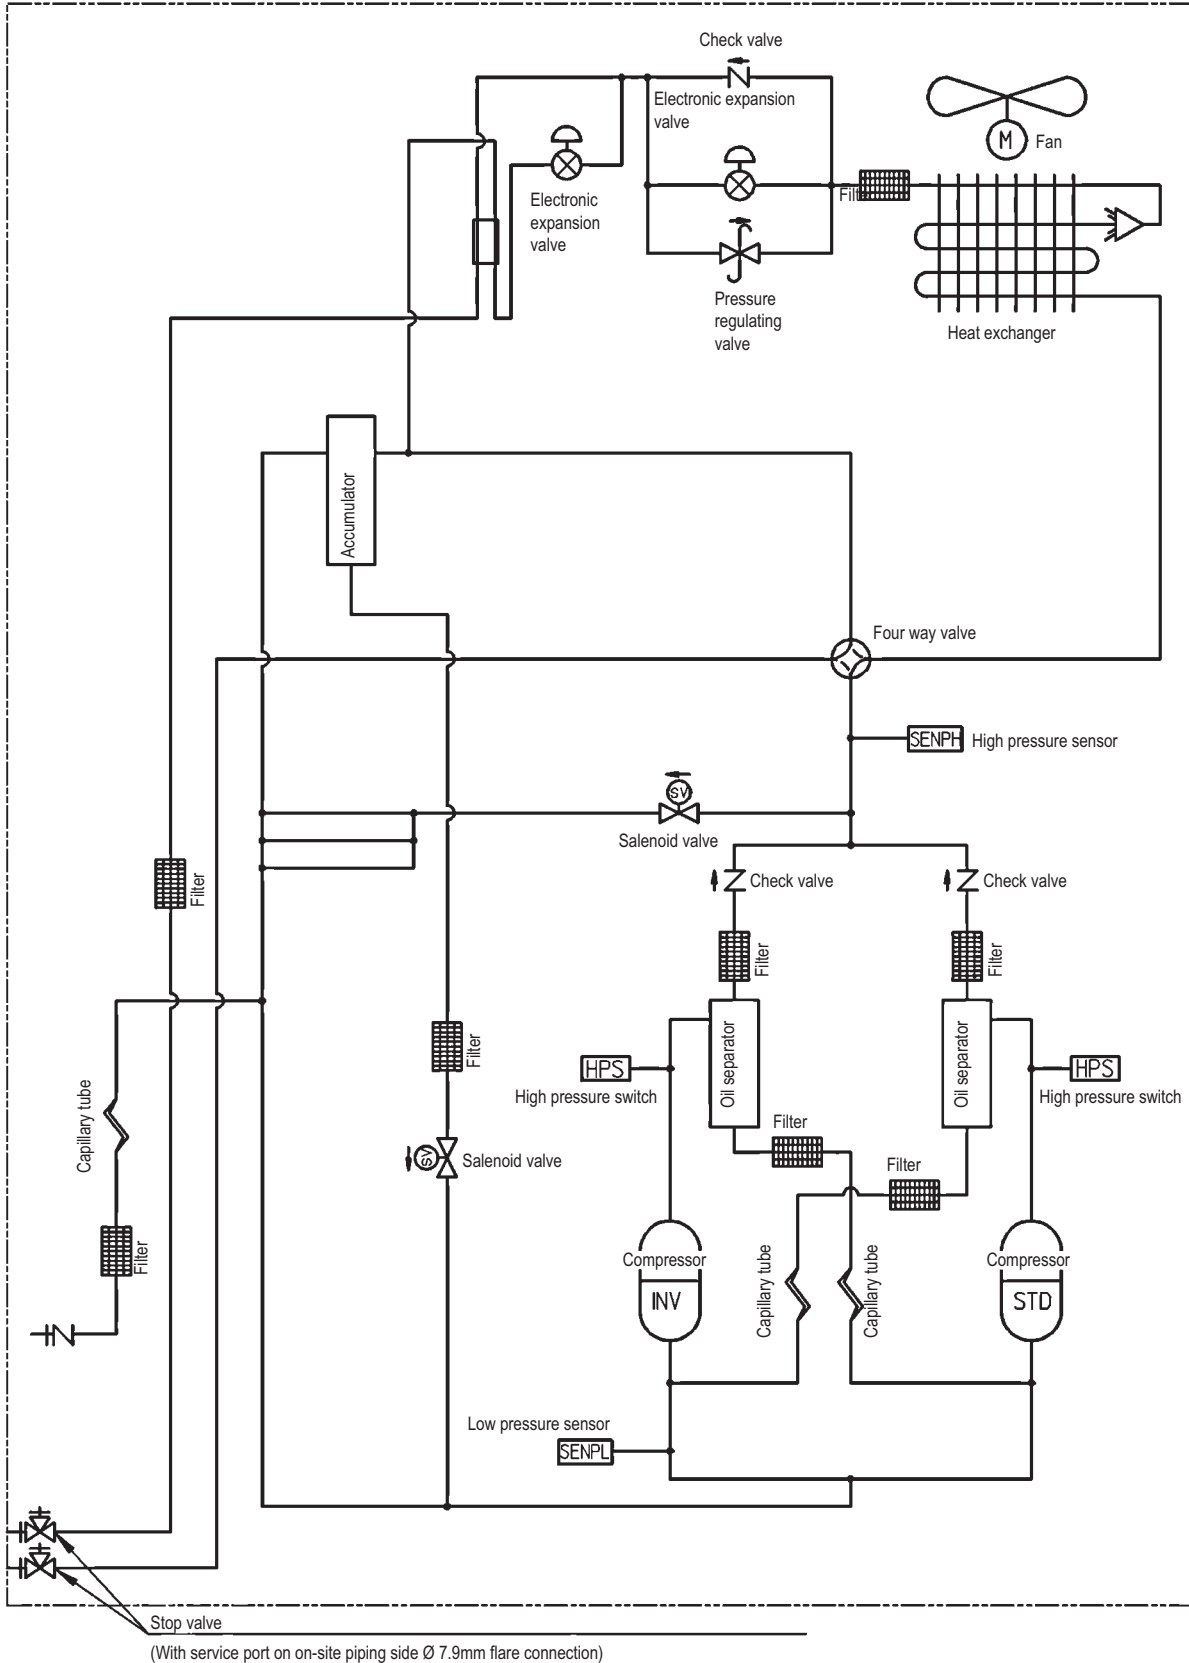 Check valve
Electronic expansion
valve
M
Fan
Filter
Electronic
expansion
valve
Pressure
regulating
valve
Heat exchanger
Accumulator
Four way valve
SENPH
High pressure sensor
SV
Salenoid valve
Check valve
Check valve
Filter
Filter
Filter
Filter
Oil separator
Oil separator
HPS
High pressure switch
HPS
High pressure switch
Capillary tube
Filter
SV
Salenoid valve
Filter
Filter
Filter
Compressor
INV
Capillary tube
Capillary tube
Compressor
STD
Low pressure sensor
SENPL
Stop valve
(With service port on on-site piping side Ø 7.9mm flare connection)